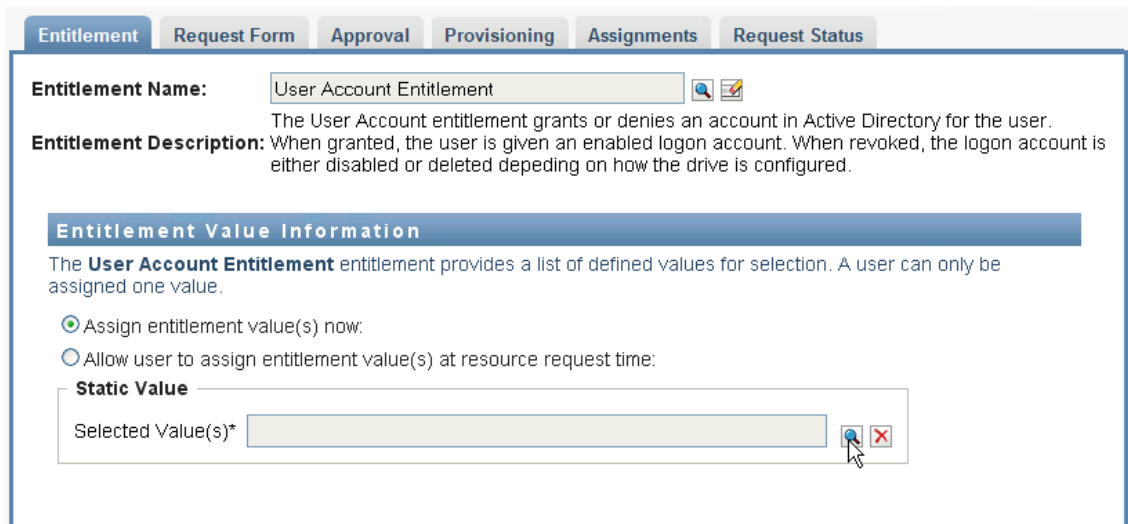 Entitlement Request Form Approval Provisioning Assignments Request Status
Entitlement Name: User Account Entitlement
The User Account entitlement grants or denies an account in Active Directory for the user.
Entitlement Description: When granted, the user is given an enabled logon account. When revoked, the logon account is
either disabled or deleted depeding on how the drive is configured.
Entitlement Value Information
The User Account Entitlement entitlement provides a list of defined values for selection. A user can only be
assigned one value.
Assign entitlement value(s) now:
Allow user to assign entitlement value(s) at resource request time:
Static Value
Selected Value(s)*